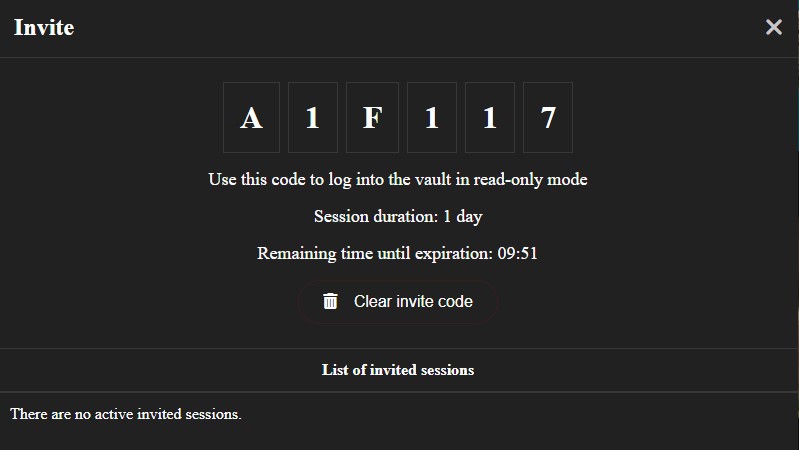 Invite
A 1 F 1 1 7
Use this code to log into the vault in read-only mode
Session duration: 1 day
Remaining time until expiration: 09:51
Clear invite code
List of invited sessions
There are no active invited sessions.